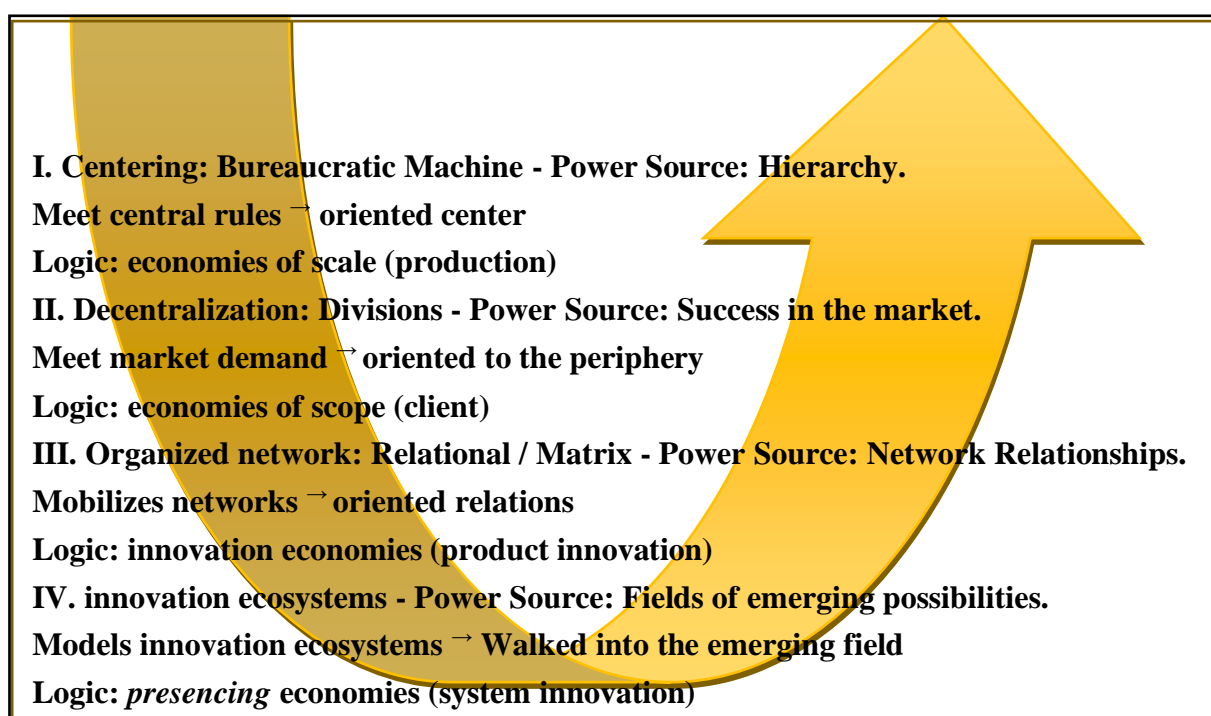 I. Centering: Bureaucratic Machine - Power Source: Hierarchy.
Meet central rules → oriented center
Logic: economies of scale (production)
II. Decentralization: Divisions - Power Source: Success in the market.
Meet market demand → oriented to the periphery
Logic: economies of scope (client)
III. Organized network: Relational / Matrix - Power Source: Network Relationships.
Mobilizes networks → oriented relations
Logic: innovation economies (product innovation)
IV. innovation ecosystems - Power Source: Fields of emerging possibilities.
Models innovation ecosystems → Walked into the emerging field
Logic: presencing economies (system innovation)